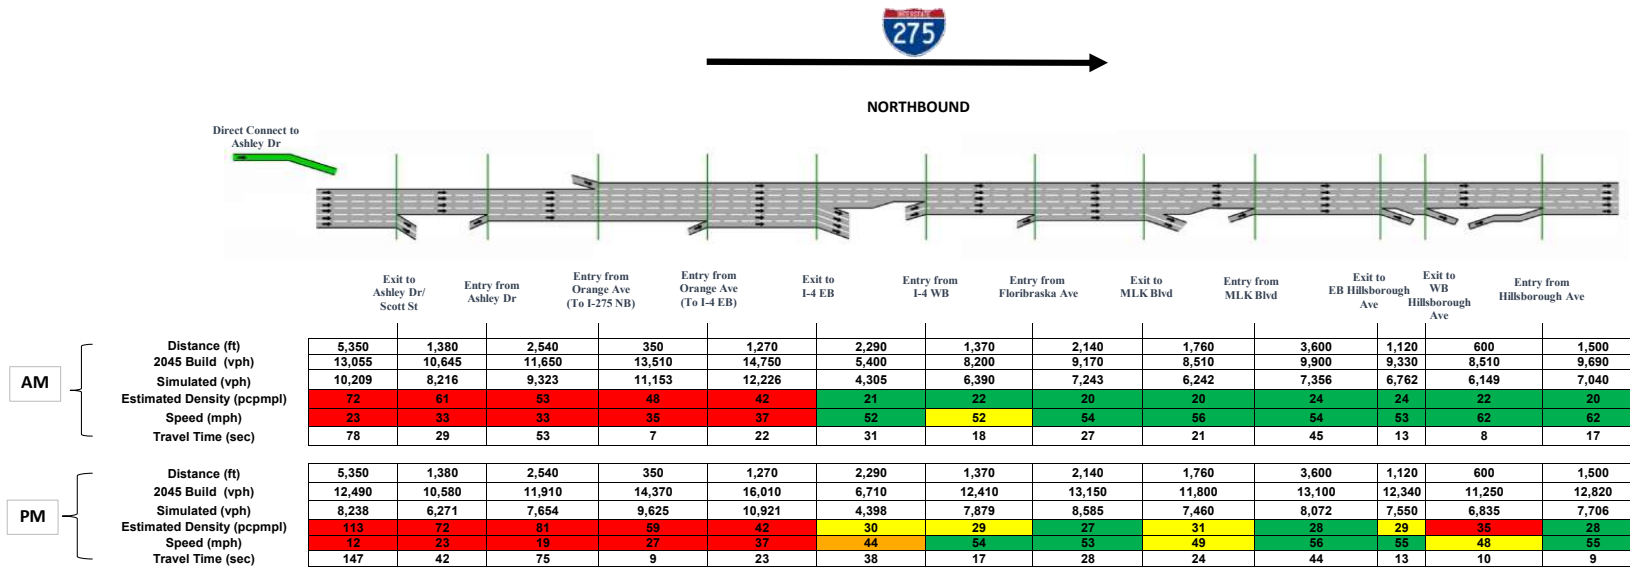 INTERSTATE
275
NORTHBOUND
Direct Connect to
Ashley Dr
Exit to
Ashley Dr/
Scott St
Entry from
Ashley Dr
Entry from
Orange Ave
(To I-275 NB)
Entry from
Orange Ave
(To I-4 EB)
Exit to
I-4 EB
Entry from
I-4 WB
Entry from
Floribraska Ave
Exit to
MLK Blvd
Entry from
MLK Blvd
Exit to
EB Hillsborough
Ave
Exit to
WB
Hillsborough
Ave
Entry from
Hillsborough Ave
AM
Distance (ft) 5,350 1,380 2,540 350 1,270 2,290 1,370 2,140 1,760 3,600 1,120 600 1,500
2045 Build (vph) 13,055 10,645 11,650 13,510 14,750 5,400 8,200 9,170 8,510 9,900 9,330 8,510 9,690
Simulated (vph) 10,209 8,216 9,323 11,153 12,226 4,305 6,390 7,243 6,242 7,356 6,762 6,149 7,040
Estimated Density (pcpmpl) 72 61 53 48 42 21 22 20 20 24 24 22 20
Speed (mph) 23 33 33 35 37 52 52 54 56 54 53 62 62
Travel Time (sec) 78 29 53 7 22 31 18 27 21 45 13 8 17
PM
Distance (ft) 5,350 1,380 2,540 350 1,270 2,290 1,370 2,140 1,760 3,600 1,120 600 1,500
2045 Build (vph) 12,490 10,580 11,910 14,370 16,010 6,710 12,410 13,150 11,800 13,100 12,340 11,250 12,820
Simulated (vph) 8,238 6,271 7,654 9,625 10,921 4,398 7,879 8,585 7,460 8,072 7,550 6,835 7,706
Estimated Density (pcpmpl) 113 72 81 59 42 30 29 27 31 28 29 35 28
Speed (mph) 12 23 19 27 37 44 54 53 49 56 55 48 55
Travel Time (sec) 147 42 75 9 23 38 17 28 24 44 13 10 9